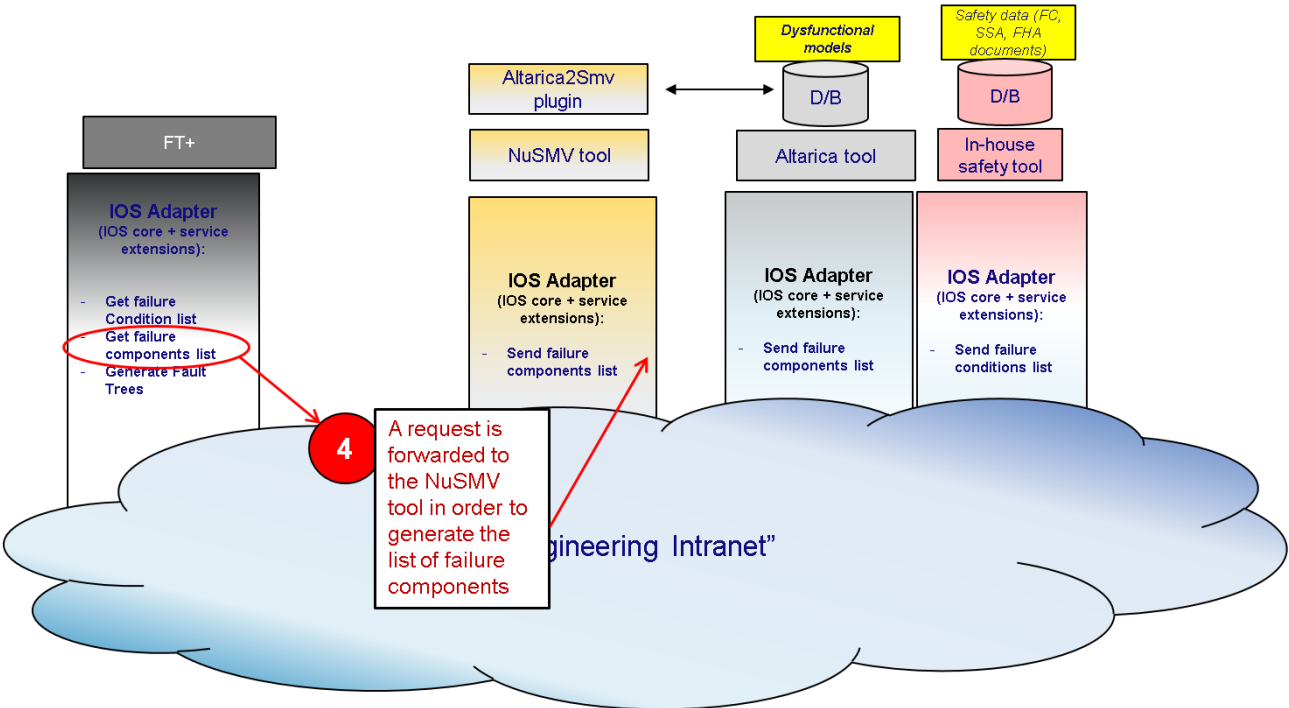 Dysfunctional
models
Safety data (FC,
SSA, FHA
documents)
Altarica2Smv
plugin
D/B
D/B
FT+
NuSMV tool
Altarica tool
In-house
safety tool
IOS Adapter
(IOS core + service
extensions):
- Get failure
Condition list
- Get failure
components list
- Generate Fault
Trees
IOS Adapter
(IOS core + service
extensions):
- Send failure
components list
IOS Adapter
(IOS core + service
extensions):
- Send failure
components list
IOS Adapter
(IOS core + service
extensions):
- Send failure
conditions list
4
A request is
forwarded to
the NuSMV
tool in order to
generate the
list of failure
components
gineering Intranet”